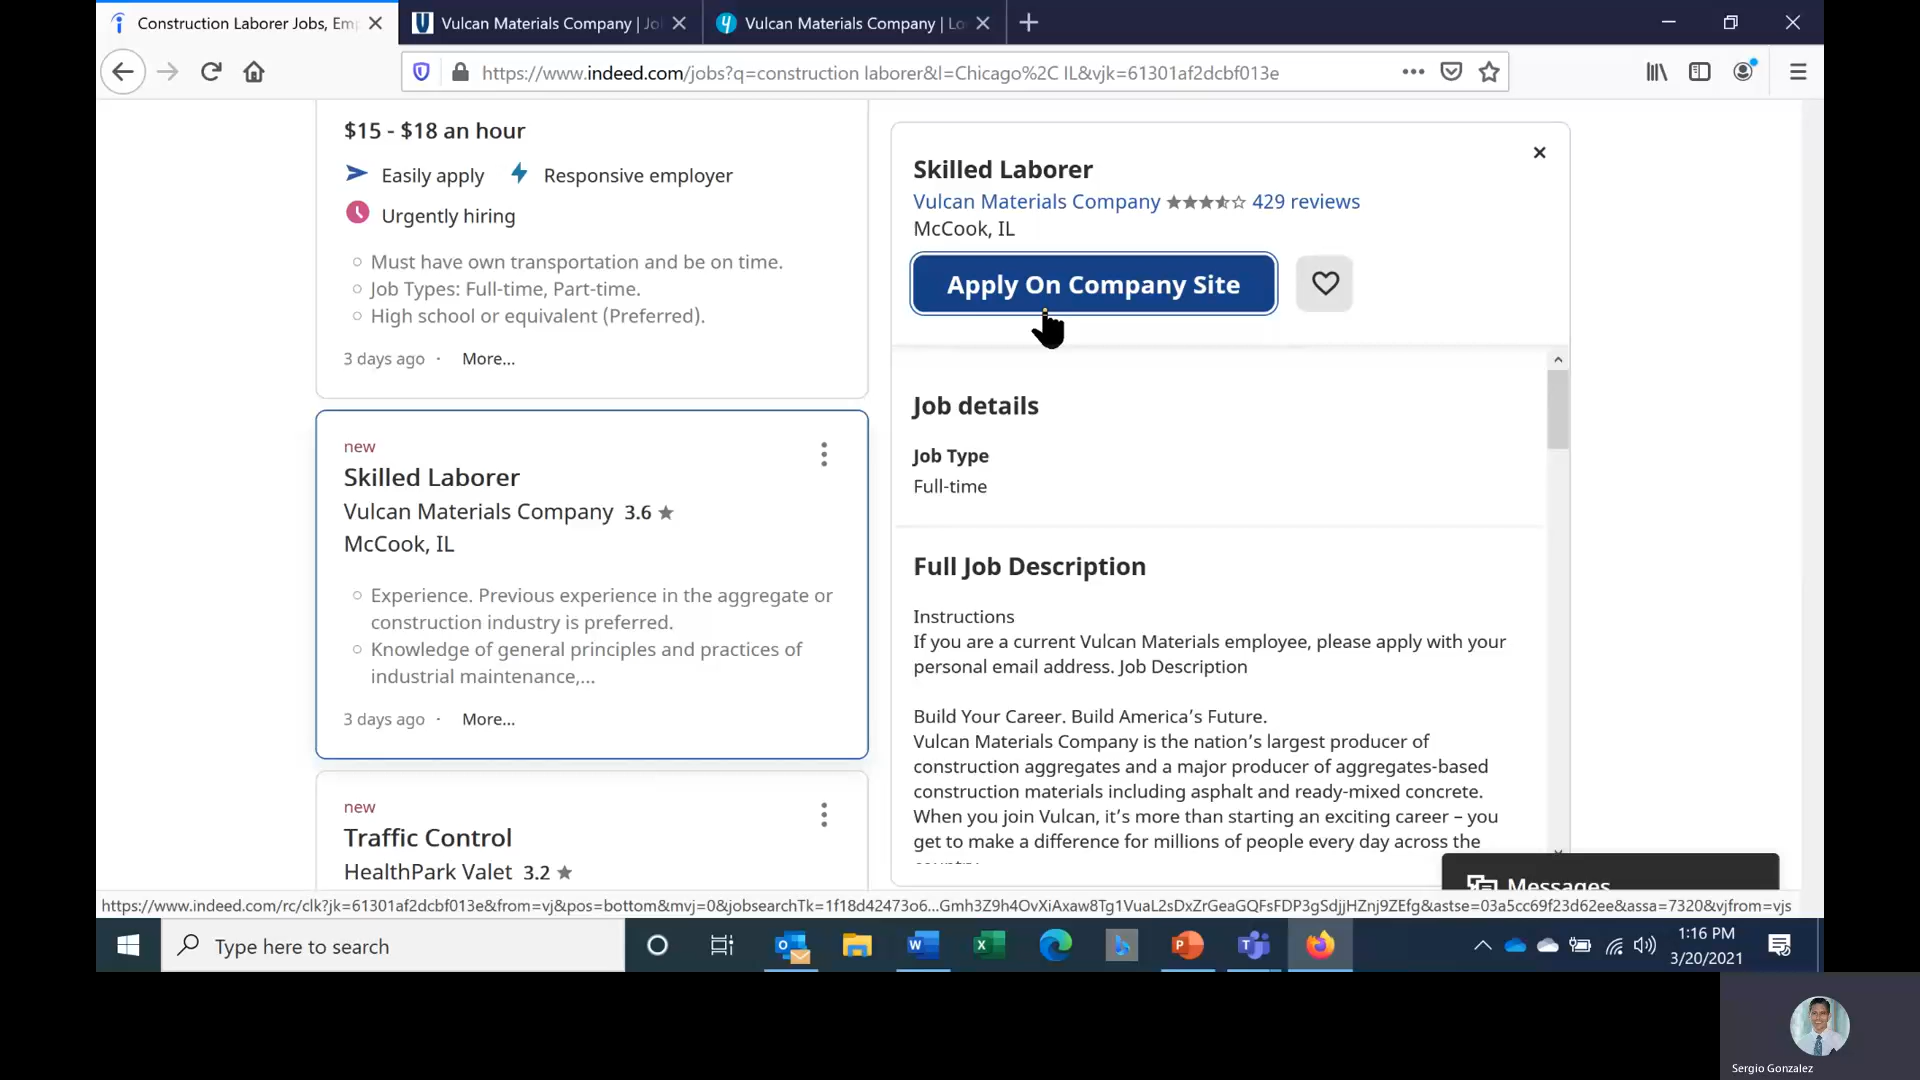 Construction Laborer Jobs, Emp
Vulcan Materials Company | Jo
Vulcan Materials Company | Lo
https://www.indeed.com/jobs?q=construction laborer&l=Chicago%2C IL&vjk=61301af2dcbf013e
$15 - $18 an hour
Easily apply
Responsive employer
Urgently hiring
Must have own transportation and be on time.
Job Types: Full-time, Part-time.
High school or equivalent (Preferred).
3 days ago · More...
new
Skilled Laborer
Vulcan Materials Company 3.6
McCook, IL
Experience. Previous experience in the aggregate or
construction industry is preferred.
Knowledge of general principles and practices of
industrial maintenance,...
3 days ago · More...
new
Traffic Control
HealthPark Valet 3.2
Skilled Laborer
Vulcan Materials Company 429 reviews
McCook, IL
Apply On Company Site
Job details
Job Type
Full-time
Full Job Description
Instructions
If you are a current Vulcan Materials employee, please apply with your
personal email address. Job Description
Build Your Career. Build America's Future.
Vulcan Materials Company is the nation's largest producer of
construction aggregates and a major producer of aggregates-based
construction materials including asphalt and ready-mixed concrete.
When you join Vulcan, it's more than starting an exciting career – you
get to make a difference for millions of people every day across the
Messages
https://www.indeed.com/rc/clk?jk=61301af2dcbf013e&from=vj&pos=bottom&mvj=0&jobsearchTk=1f18d42473o6...Gmh3Z9h4OvXiAxaw8Tg1VuaL2sDxZrGeaGQFsFDP3gSdjjHZnj9ZEfg&astse=03a5cc69f23d62ee&assa=7320&vjfrom=vjs
Type here to search
1:16 PM
3/20/2021
Sergio Gonzalez